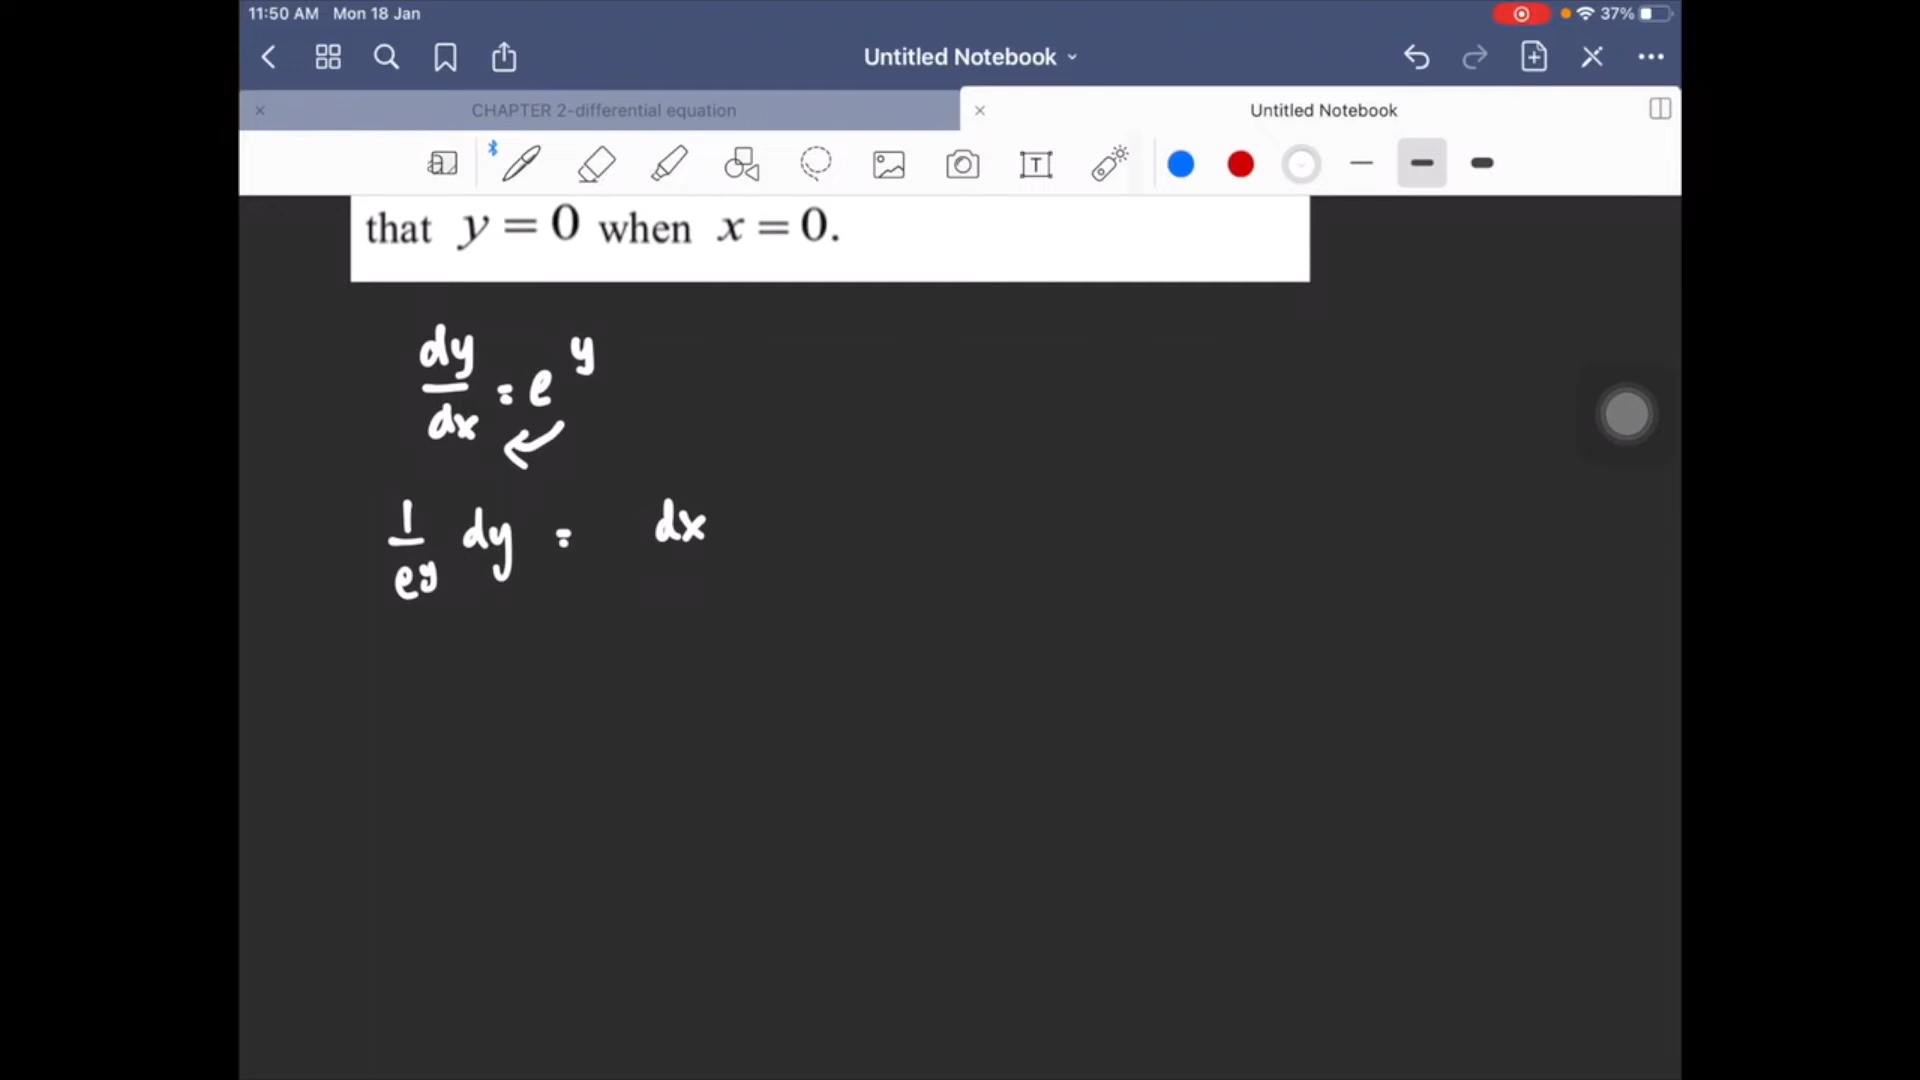 11:50 AM Mon 18 Jan 37%
Untitled Notebook
CHAPTER 2-differential equation Untitled Notebook
that y = 0 when x = 0.
dy/dx = e^y
1/e^y dy = dx